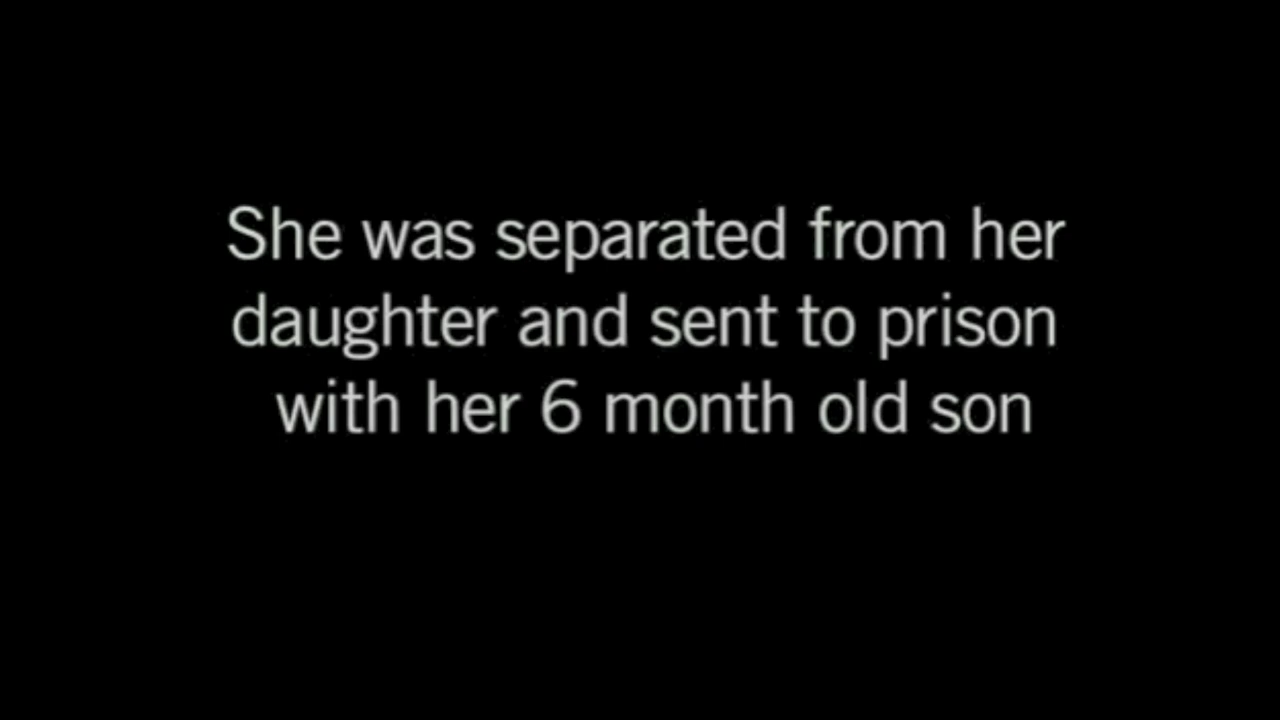 She was separated from her
daughter and sent to prison
with her 6 month old son